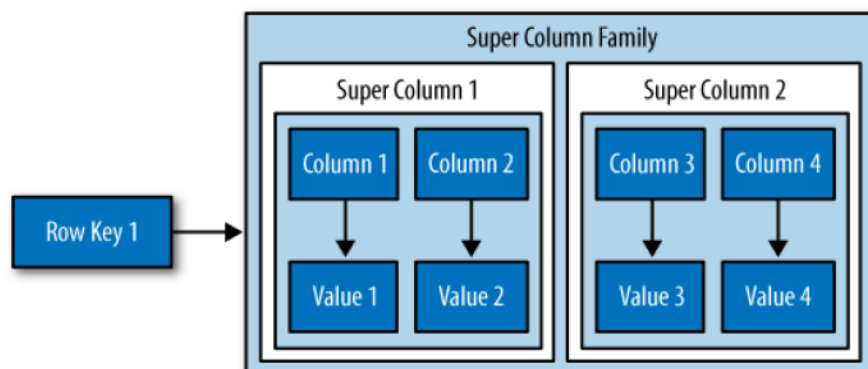 Super Column Family
Super Column 1
Super Column 2
Column 1
Column 2
Column 3
Column 4
Row Key 1
Value 1
Value 2
Value 3
Value 4